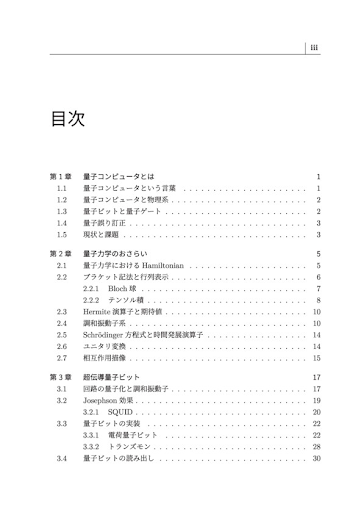 iii
目次
第1章 量子コンピュータとは 1
1.1 量子コンピュータという言葉 . . . . . . . . . . . . . . . . . . . . . 1
1.2 量子コンピュータと物理系 . . . . . . . . . . . . . . . . . . . . . . 2
1.3 量子ビットと量子ゲート . . . . . . . . . . . . . . . . . . . . . . . 2
1.4 量子誤り訂正 . . . . . . . . . . . . . . . . . . . . . . . . . . . . 3
1.5 現状と課題 . . . . . . . . . . . . . . . . . . . . . . . . . . . . . 3
第2章 量子力学のおさらい 5
2.1 量子力学における Hamiltonian . . . . . . . . . . . . . . . . . . . . 5
2.2 ブラケット記法と行列表示 . . . . . . . . . . . . . . . . . . . . . . 6
2.2.1 Bloch 球 . . . . . . . . . . . . . . . . . . . . . . . . . . . 7
2.2.2 テンソル積 . . . . . . . . . . . . . . . . . . . . . . . . . . 8
2.3 Hermite 演算子と期待値 . . . . . . . . . . . . . . . . . . . . . . . 10
2.4 調和振動子系 . . . . . . . . . . . . . . . . . . . . . . . . . . . . 10
2.5 Schrödinger 方程式と時間発展演算子 . . . . . . . . . . . . . . . . . 14
2.6 ユニタリ変換 . . . . . . . . . . . . . . . . . . . . . . . . . . . . 14
2.7 相互作用描像 . . . . . . . . . . . . . . . . . . . . . . . . . . . . 15
第3章 超伝導量子ビット 17
3.1 回路の量子化と調和振動子 . . . . . . . . . . . . . . . . . . . . . . 17
3.2 Josephson 効果 . . . . . . . . . . . . . . . . . . . . . . . . . . . 19
3.2.1 SQUID . . . . . . . . . . . . . . . . . . . . . . . . . . . . 20
3.3 量子ビットの実装 . . . . . . . . . . . . . . . . . . . . . . . . . . 22
3.3.1 電荷量子ビット . . . . . . . . . . . . . . . . . . . . . . . . 22
3.3.2 トランズモン . . . . . . . . . . . . . . . . . . . . . . . . . 28
3.4 量子ビットの読み出し . . . . . . . . . . . . . . . . . . . . . . . . 30